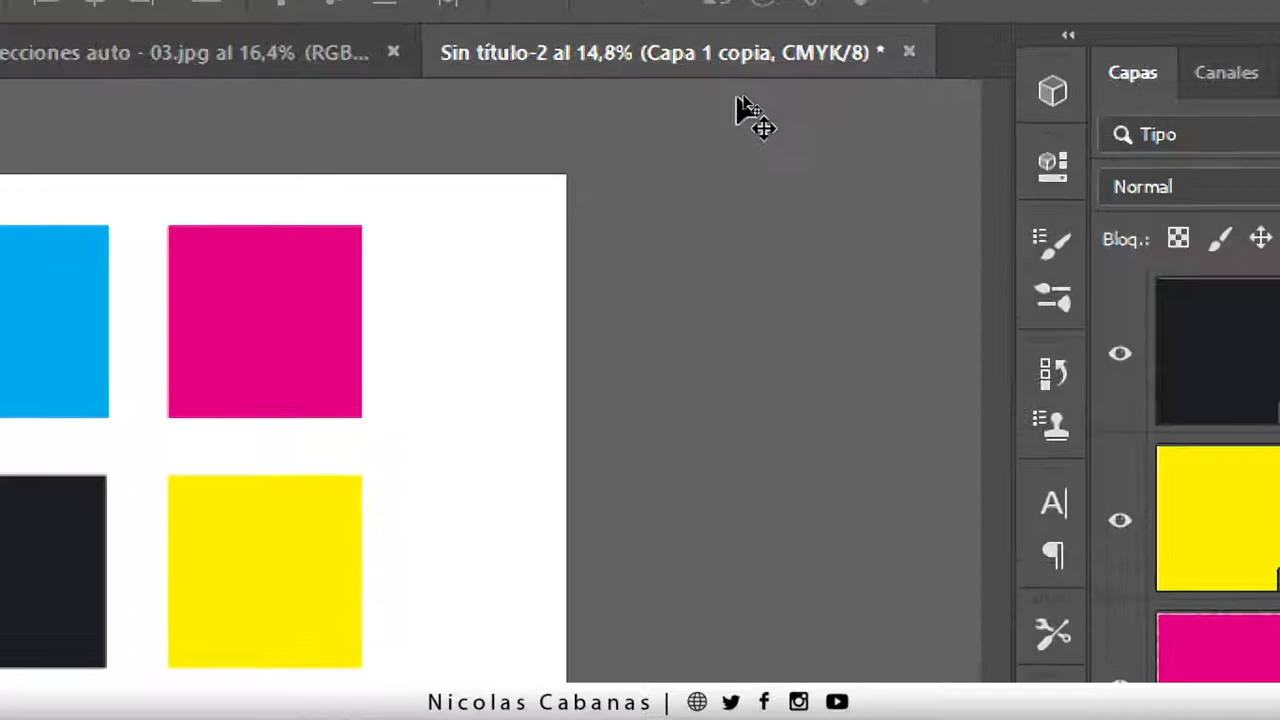 ecciones auto - 03.jpg al 16,4% (RGB... ×
Sin título-2 al 14,8% (Capa 1 copia, CMYK/8) * ×
Capas
Canales
Tipo
Normal
Bloq.:
Nicolas Cabanas |